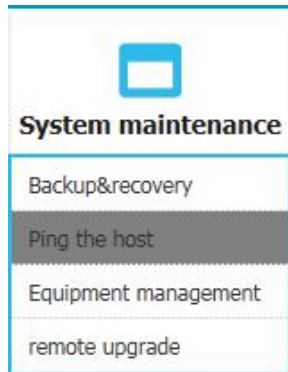 System maintenance
Backup&recovery
Ping the host
Equipment management
remote upgrade